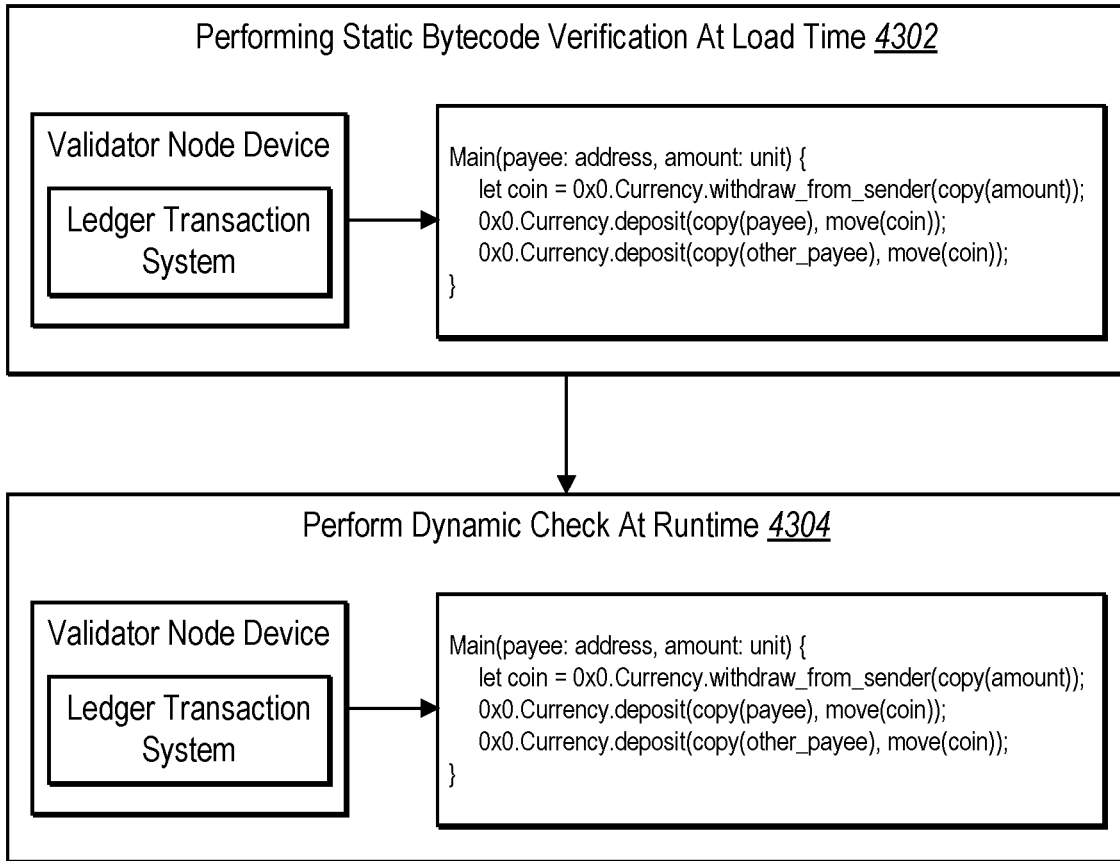 Performing Static Bytecode Verification At Load Time 4302
Validator Node Device
Ledger Transaction
System
Main(payee: address, amount: unit) {
let coin = 0x0.Currency.withdraw_from_sender(copy(amount));
0x0.Currency.deposit(copy(payee), move(coin));
0x0.Currency.deposit(copy(other_payee), move(coin));
}
Perform Dynamic Check At Runtime 4304
Validator Node Device
Ledger Transaction
System
Main(payee: address, amount: unit) {
let coin = 0x0.Currency.withdraw_from_sender(copy(amount));
0x0.Currency.deposit(copy(payee), move(coin));
0x0.Currency.deposit(copy(other_payee), move(coin));
}